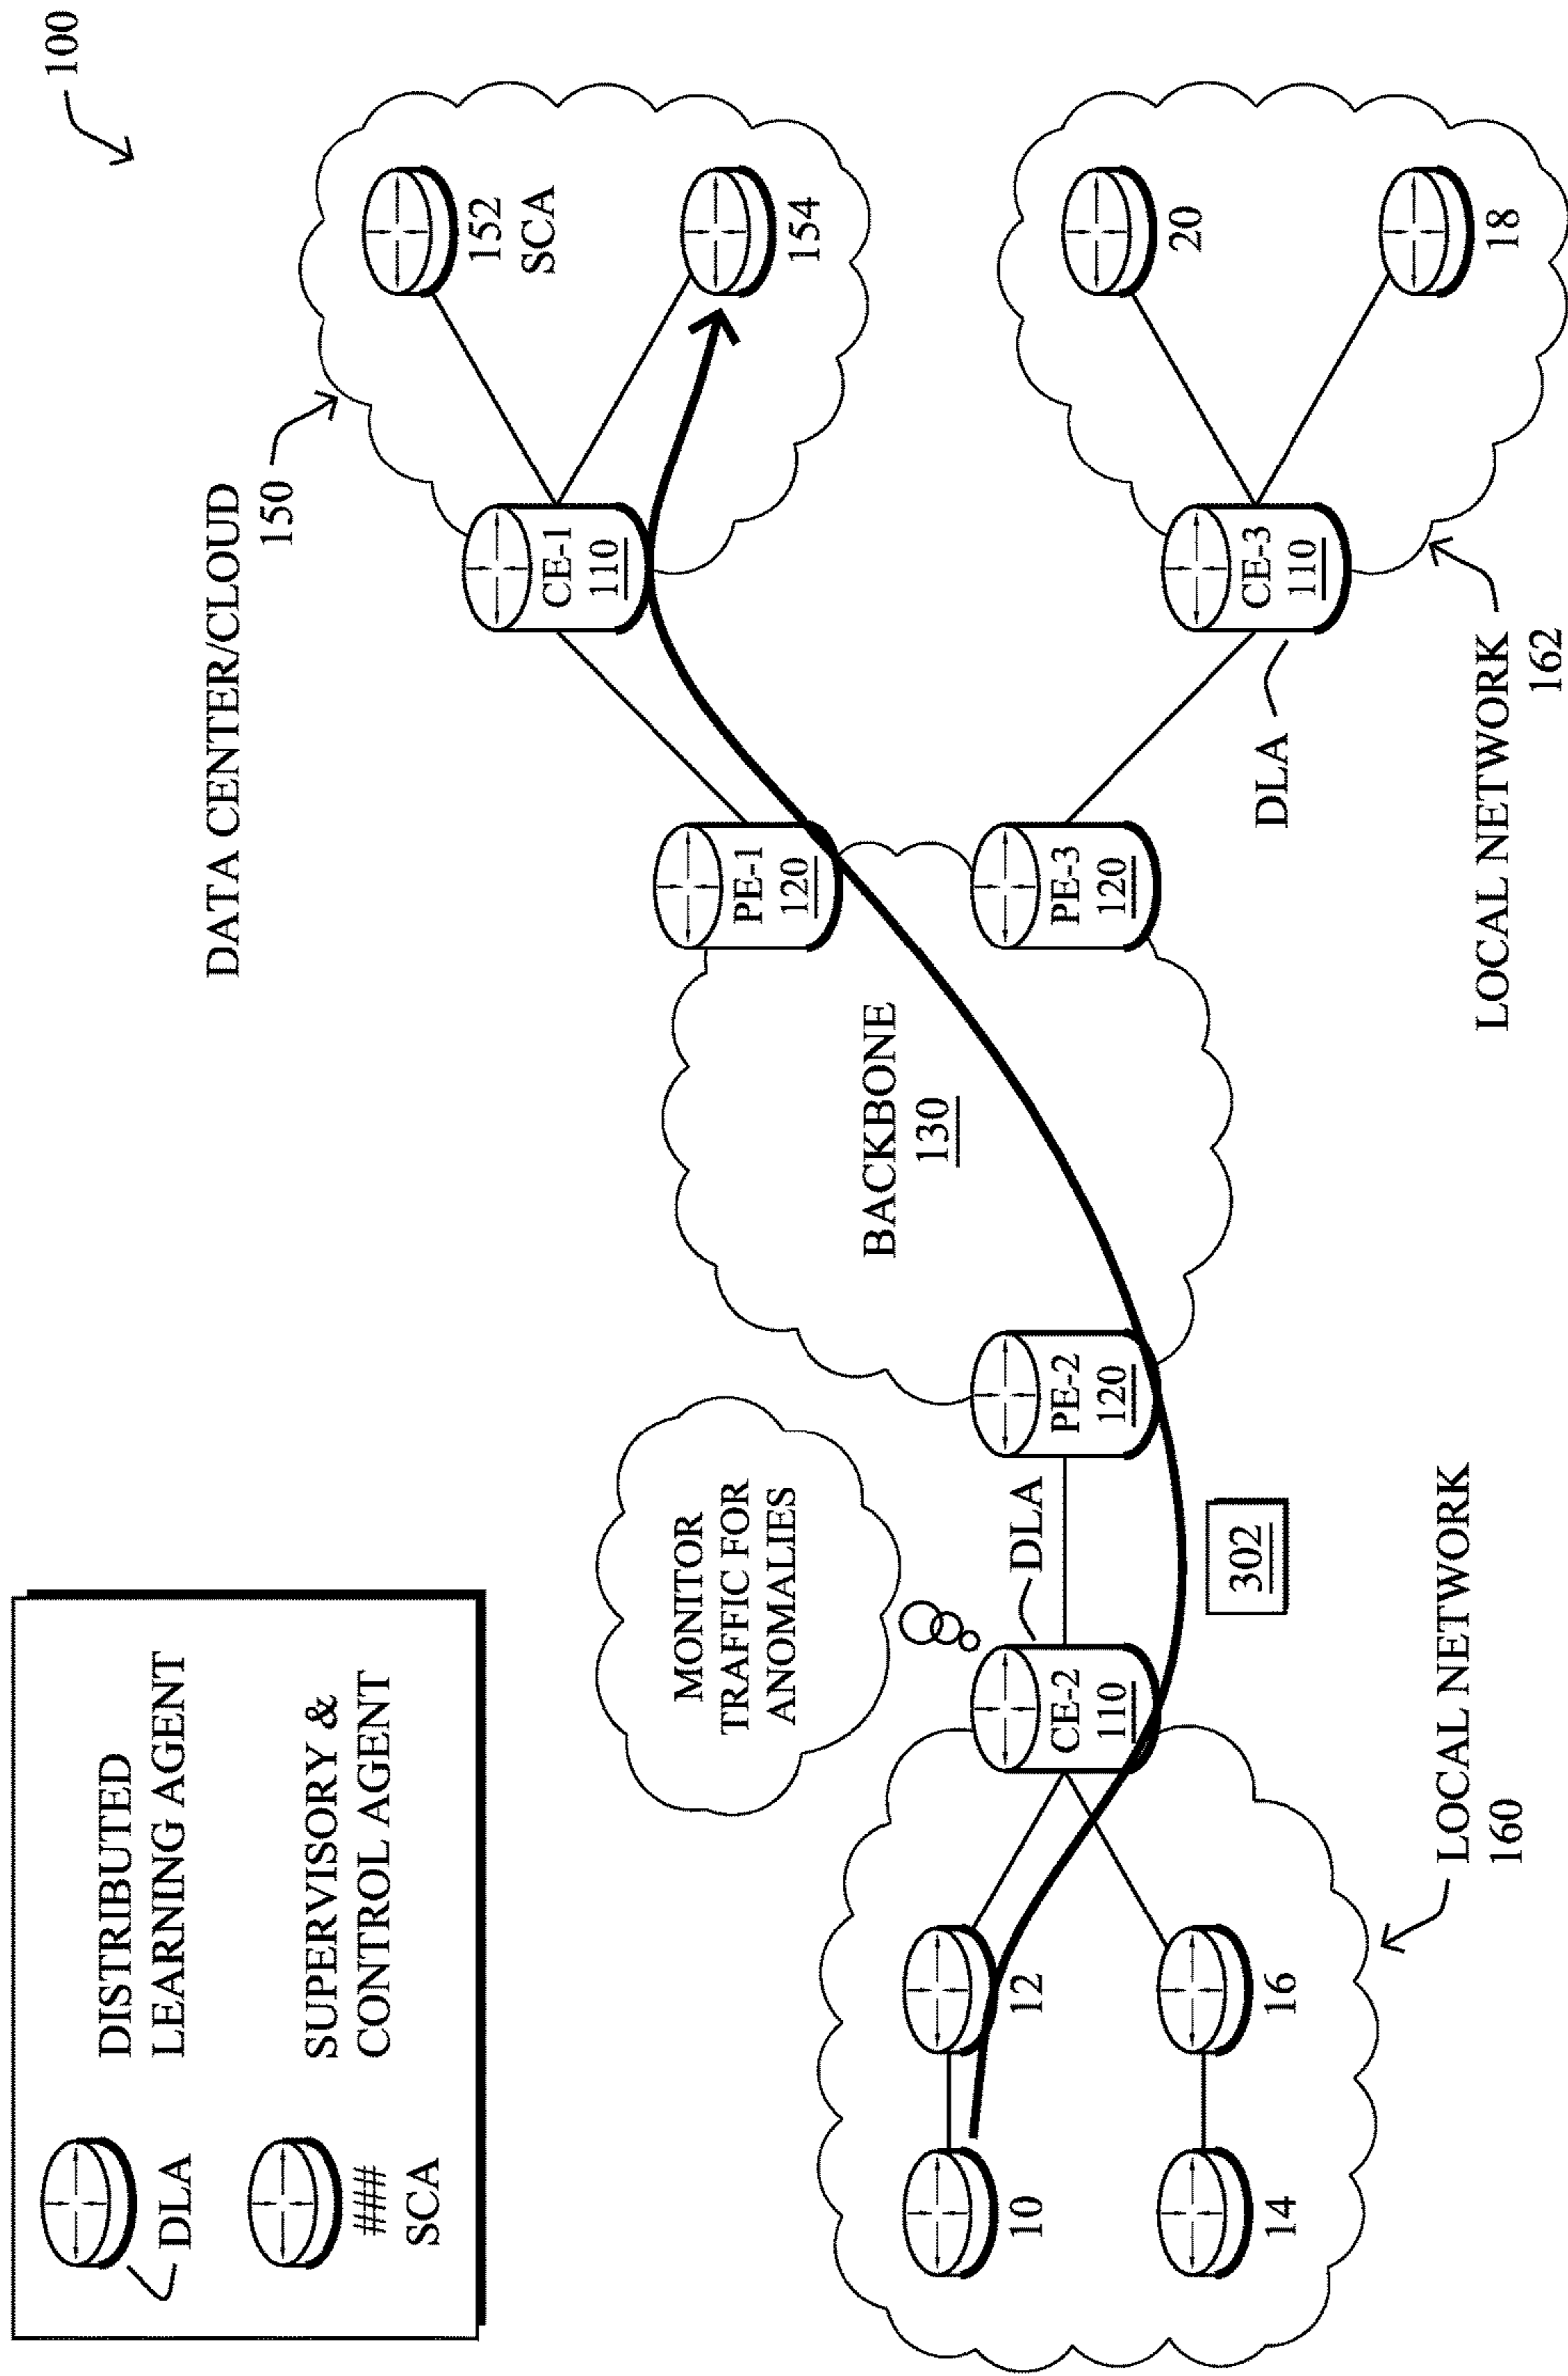 DLA
DISTRIBUTED
LEARNING AGENT
###
SCA
SUPERVISORY &
CONTROL AGENT
100
DATA CENTER/CLOUD
150
152
SCA
154
CE-1
110
PE-1
120
MONITOR
TRAFFIC FOR
ANOMALIES
BACKBONE
130
10
12
14
16
CE-2
110
DLA
PE-2
120
302
PE-3
120
CE-3
110
DLA
20
18
LOCAL NETWORK
160
LOCAL NETWORK
162